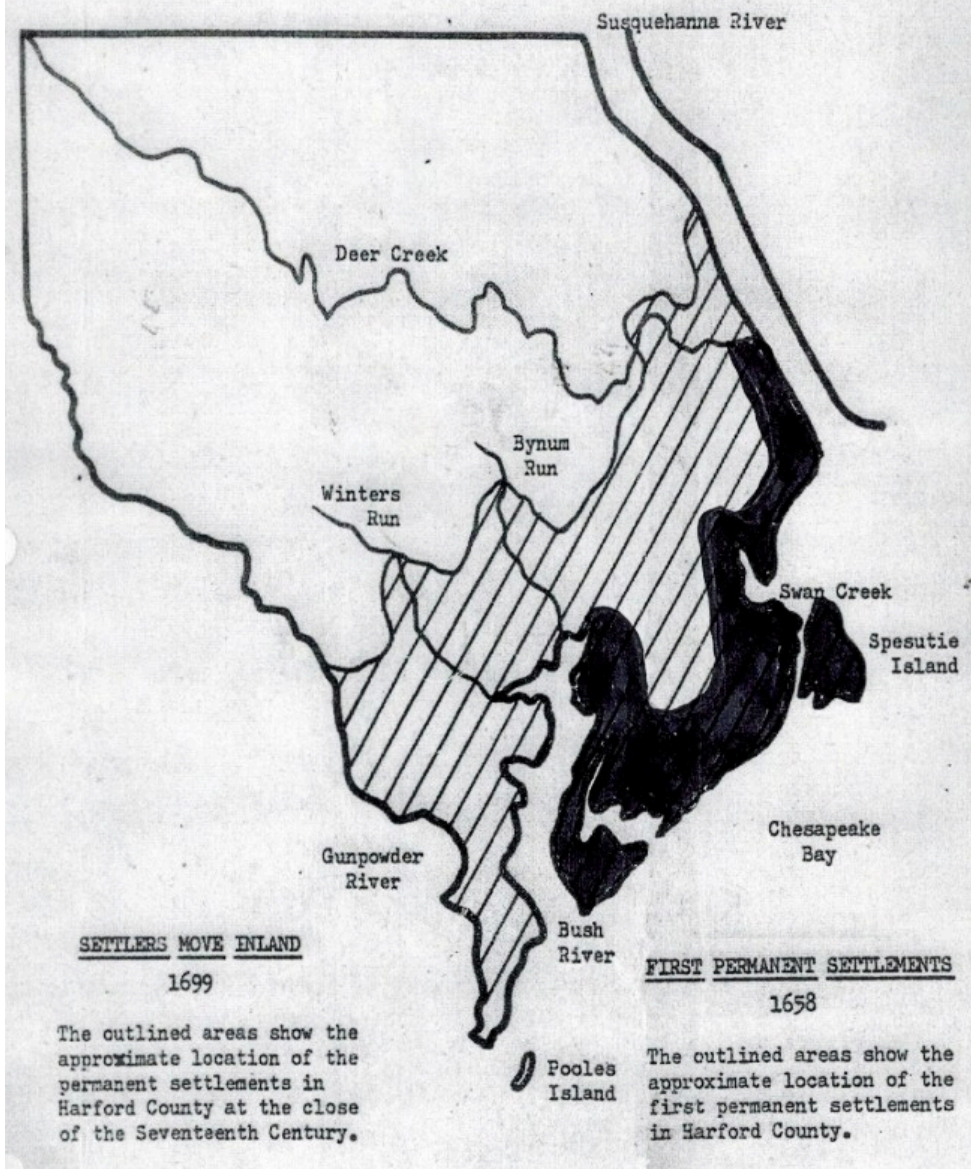 Susquehanna River
Deer Creek
Bynum
Run
Winters
Run
Swan Creek
Spesutie
Island
Chesapeake
Bay
Gunpowder
River
Bush
River
Pooles
Island
SETTLERS MOVE INLAND
1699
The outlined areas show the
approximate location of the
permanent settlements in
Harford County at the close
of the Seventeenth Century.
FIRST PERMANENT SETTLEMENTS
1658
The outlined areas show the
approximate location of the
first permanent settlements
in Harford County.